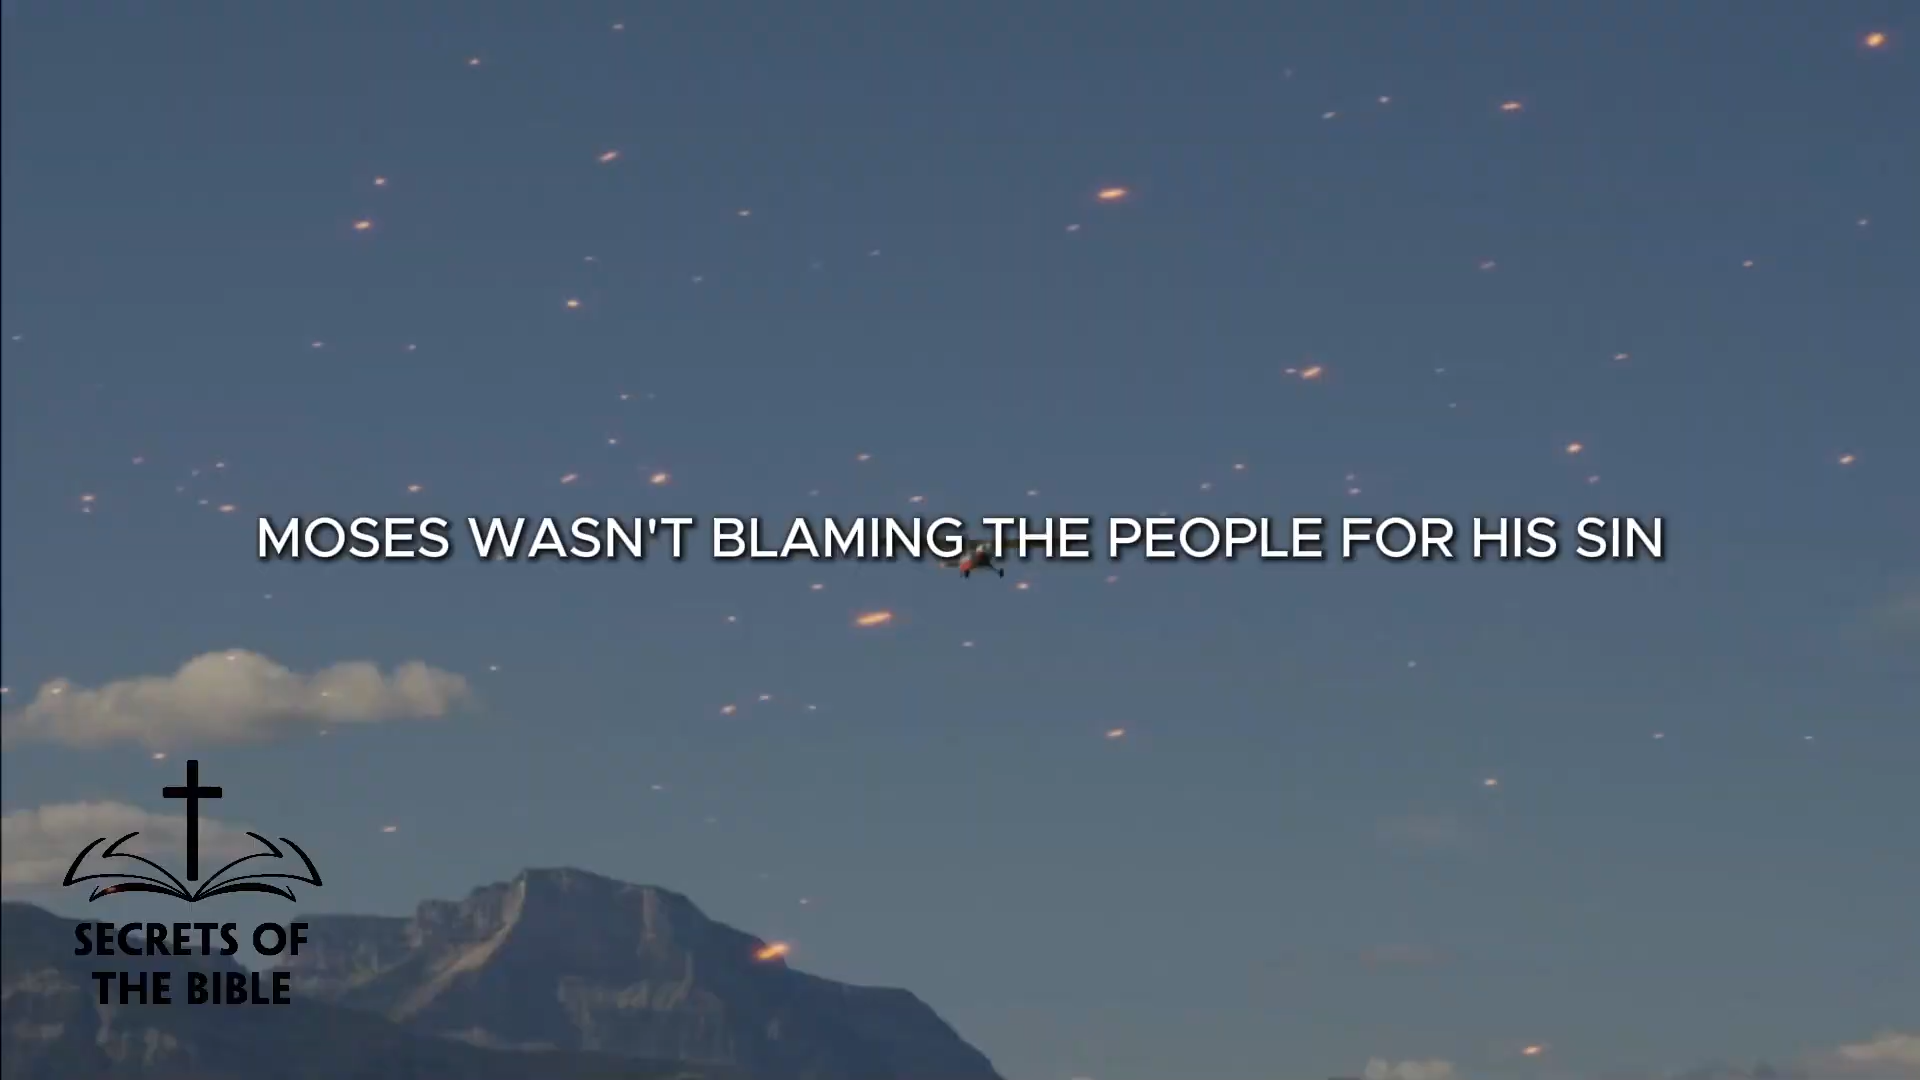 MOSES WASN'T BLAMING THE PEOPLE FOR HIS SIN
SECRETS OF
THE BIBLE